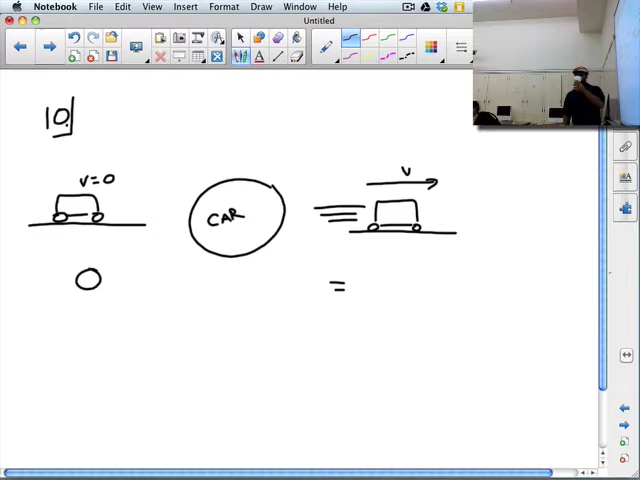 Notebook File Edit View Insert Format Draw Window Help
Untitled
10.
v=0
CAR
v
0
=